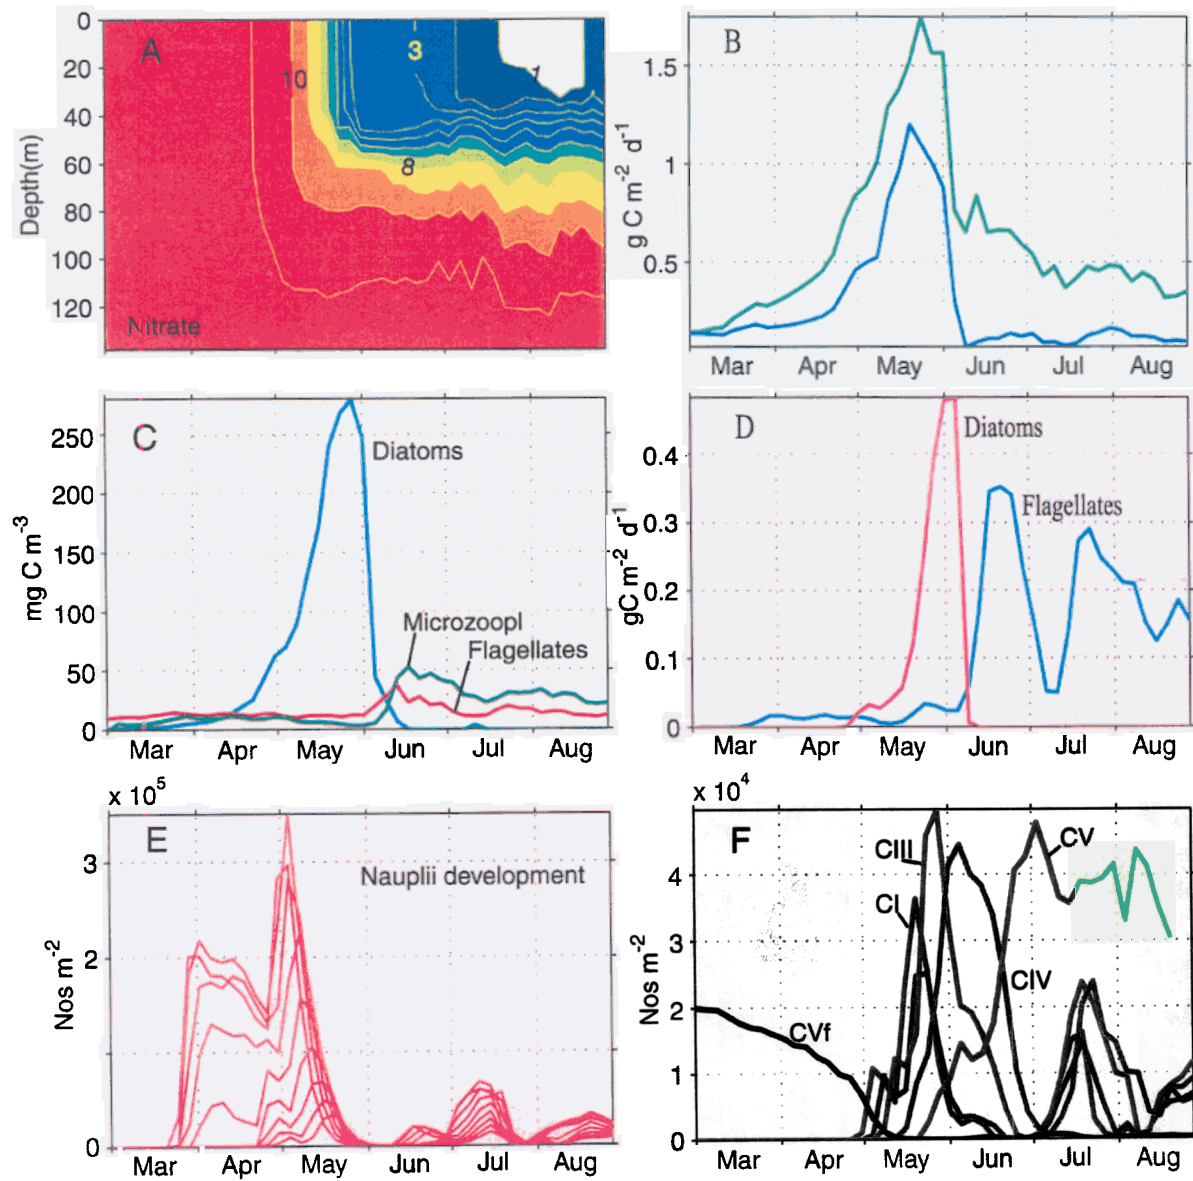 0
20
40
60
80
100
120
Depth(m)
A
10
3
1
8
Nitrate
B
1.5
1
0.5
g C m-2 d-1
Mar Apr May Jun Jul Aug
C
250
200
150
100
50
0
mg C m-3
Diatoms
Microzoopl
Flagellates
Mar Apr May Jun Jul Aug
D
0.4
0.3
0.2
0.1
0
gC m-2 d-1
Diatoms
Flagellates
Mar Apr May Jun Jul Aug
x 105
E
3
2
0
Nos m-2
Nauplii development
Mar Apr May Jun Jul Aug
x 104
F
4
3
2
1
0
Nos m-2
CIII
CV
CI
CIV
CVf
Mar Apr May Jun Jul Aug